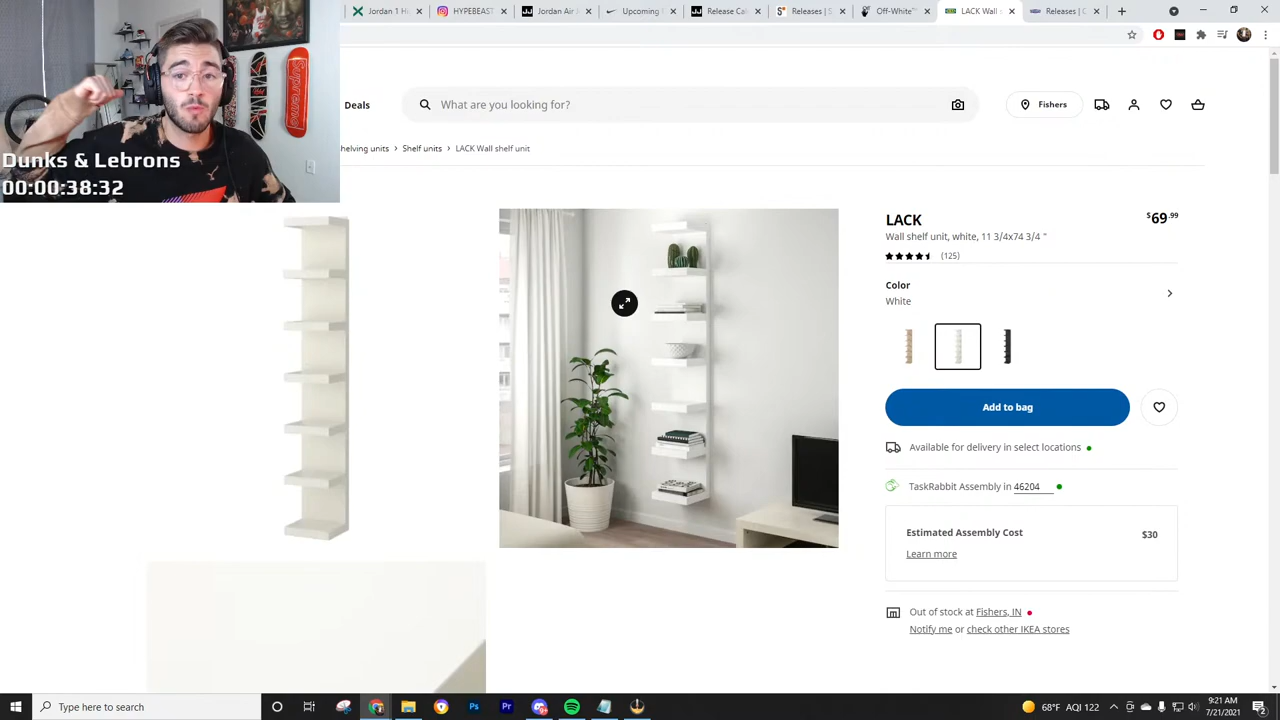 Jordan 1 H
HYPEBEAST
Jordan Air J
Upcoming
Release Cal
Releases | S
Off-White
LACK Wall s
Deals
What are you looking for?
Fishers
helving units > Shelf units > LACK Wall shelf unit
Supreme
Dunks & Lebrons
00:00:38:32
LACK
$69.99
Wall shelf unit, white, 11 3/4x74 3/4 "
(125)
Color
White
Add to bag
Available for delivery in select locations
TaskRabbit Assembly in 46204
Estimated Assembly Cost
$30
Learn more
Out of stock at Fishers, IN
Notify me or check other IKEA stores
Type here to search
Ps
Pr
68°F AQI 122
9:21 AM
7/21/2021
2